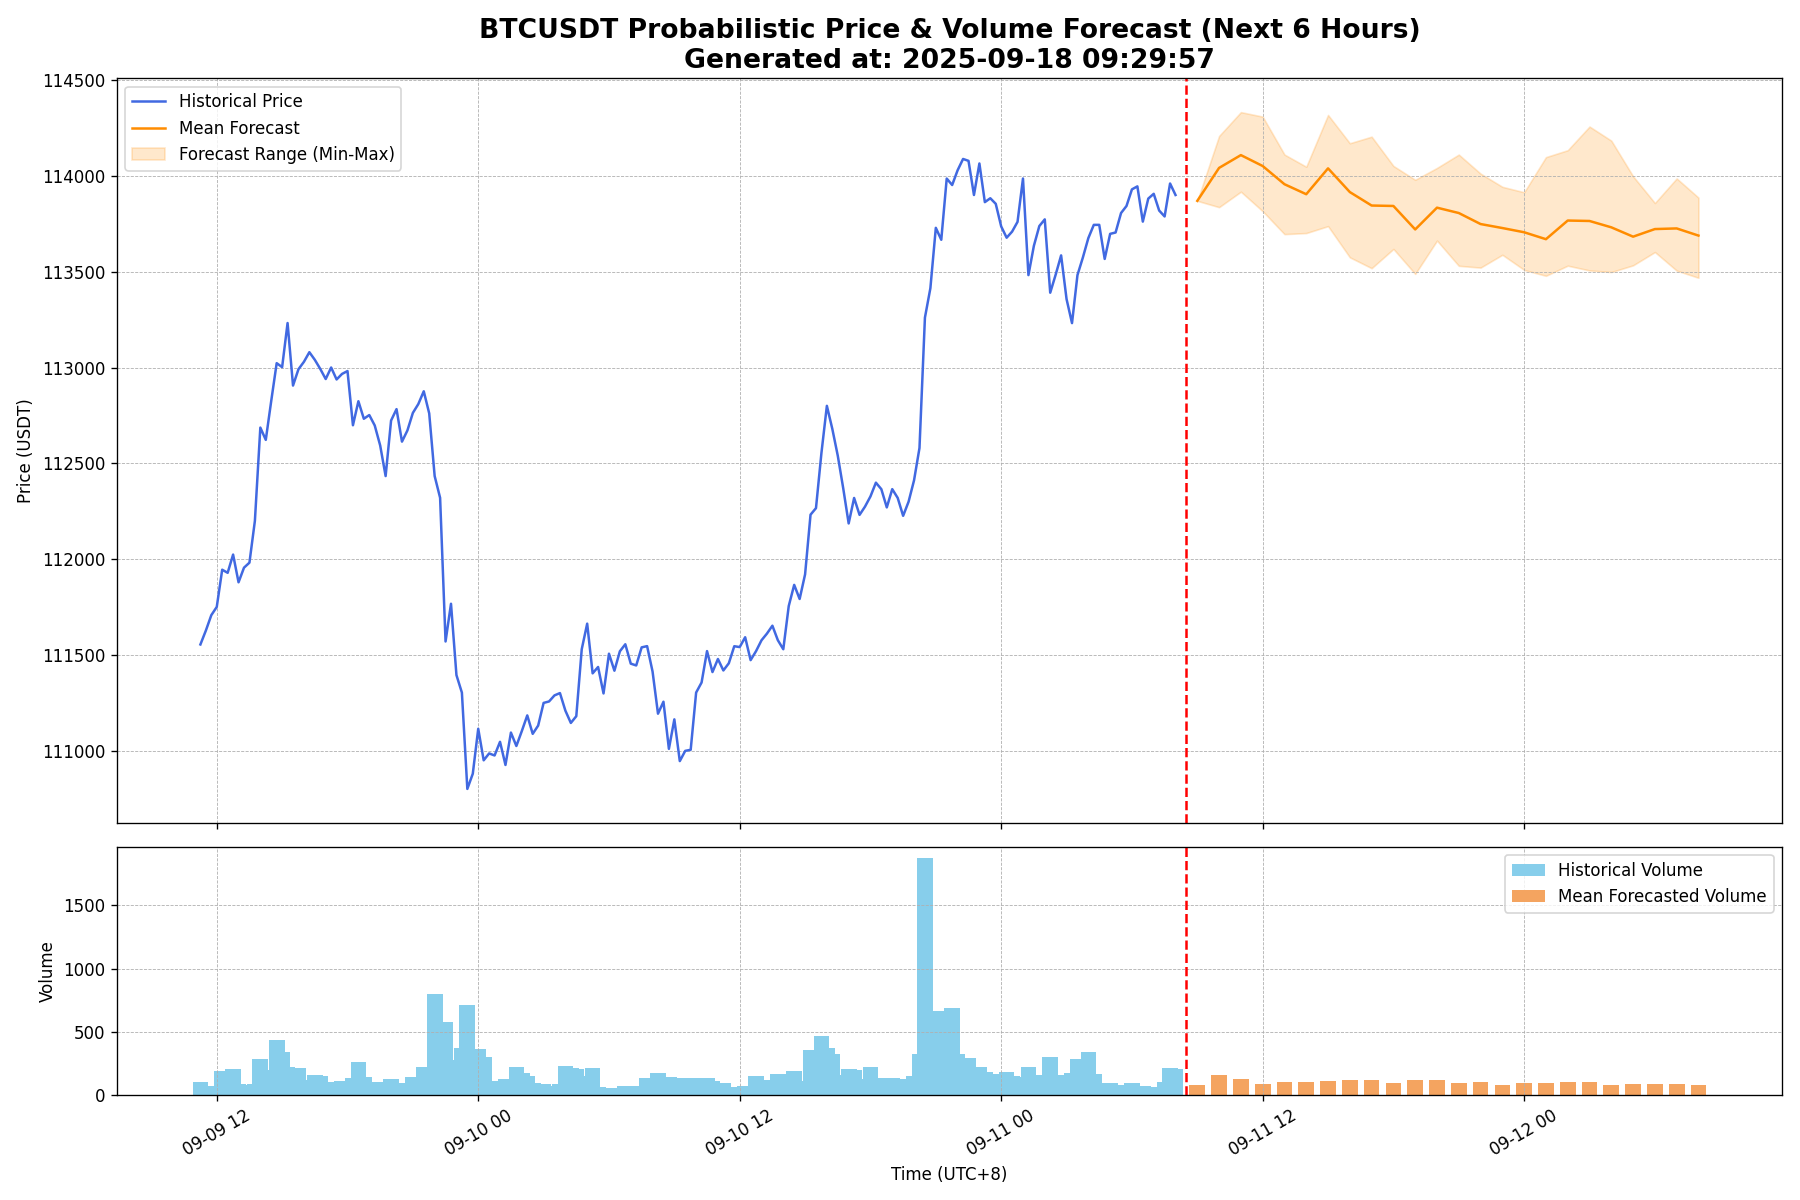 BTCUSDT Probabilistic Price & Volume Forecast (Next 6 Hours)
Generated at: 2025-09-18 09:29:57
Historical Price
Mean Forecast
Forecast Range (Min-Max)
114500
114000
113500
113000
112500
112000
111500
111000
Price (USDT)
Historical Volume
Mean Forecasted Volume
1500
1000
500
0
Volume
09-09 12
09-10 00
09-10 12
09-11 00
09-11 12
09-12 00
Time (UTC+8)